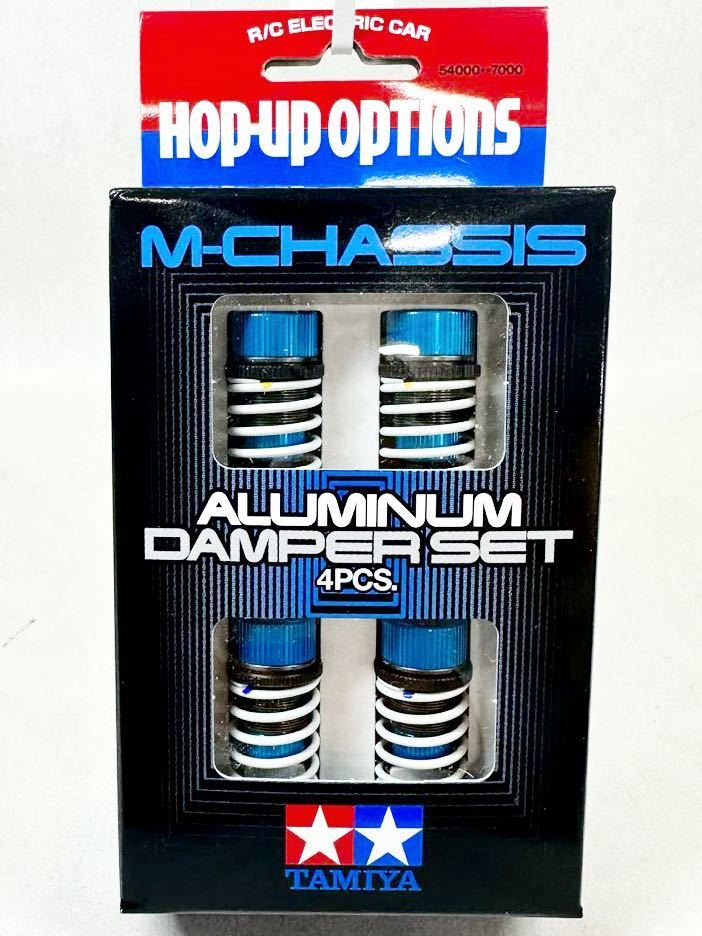 R/C ELECTRIC CAR
54000••7000
HOP-UP OPTIONS
M-CHASSIS
ALUMINUM
DAMPER SET
4PCS.
TAMIYA